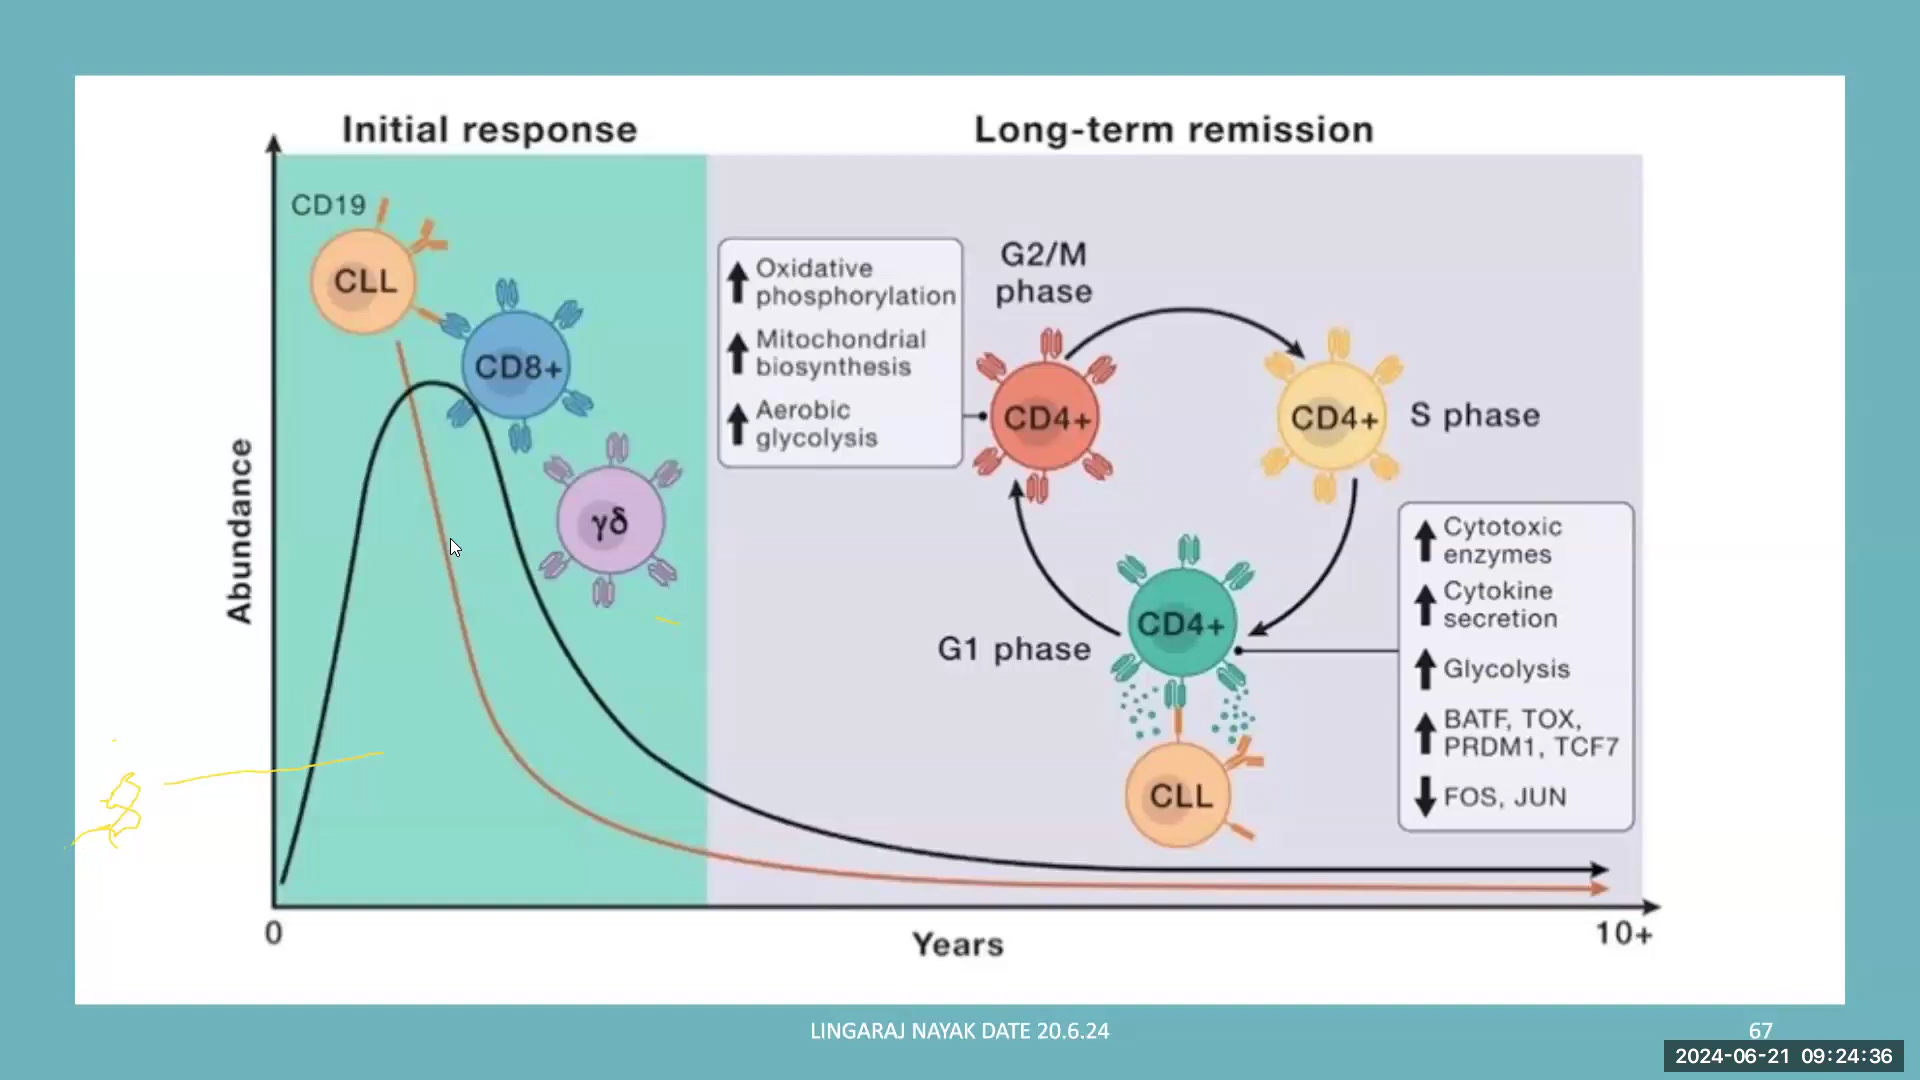 Initial response
Long-term remission
CD19
CLL
CD8+
γδ
Abundance
Oxidative
phosphorylation
Mitochondrial
biosynthesis
Aerobic
glycolysis
G2/M
phase
CD4+
CD4+
S phase
G1 phase
CD4+
CLL
Cytotoxic
enzymes
Cytokine
secretion
Glycolysis
BATF, TOX,
PRDM1, TCF7
FOS, JUN
0
Years
10+
LINGARAJ NAYAK DATE 20.6.24
67
2024-06-21 09:24:36